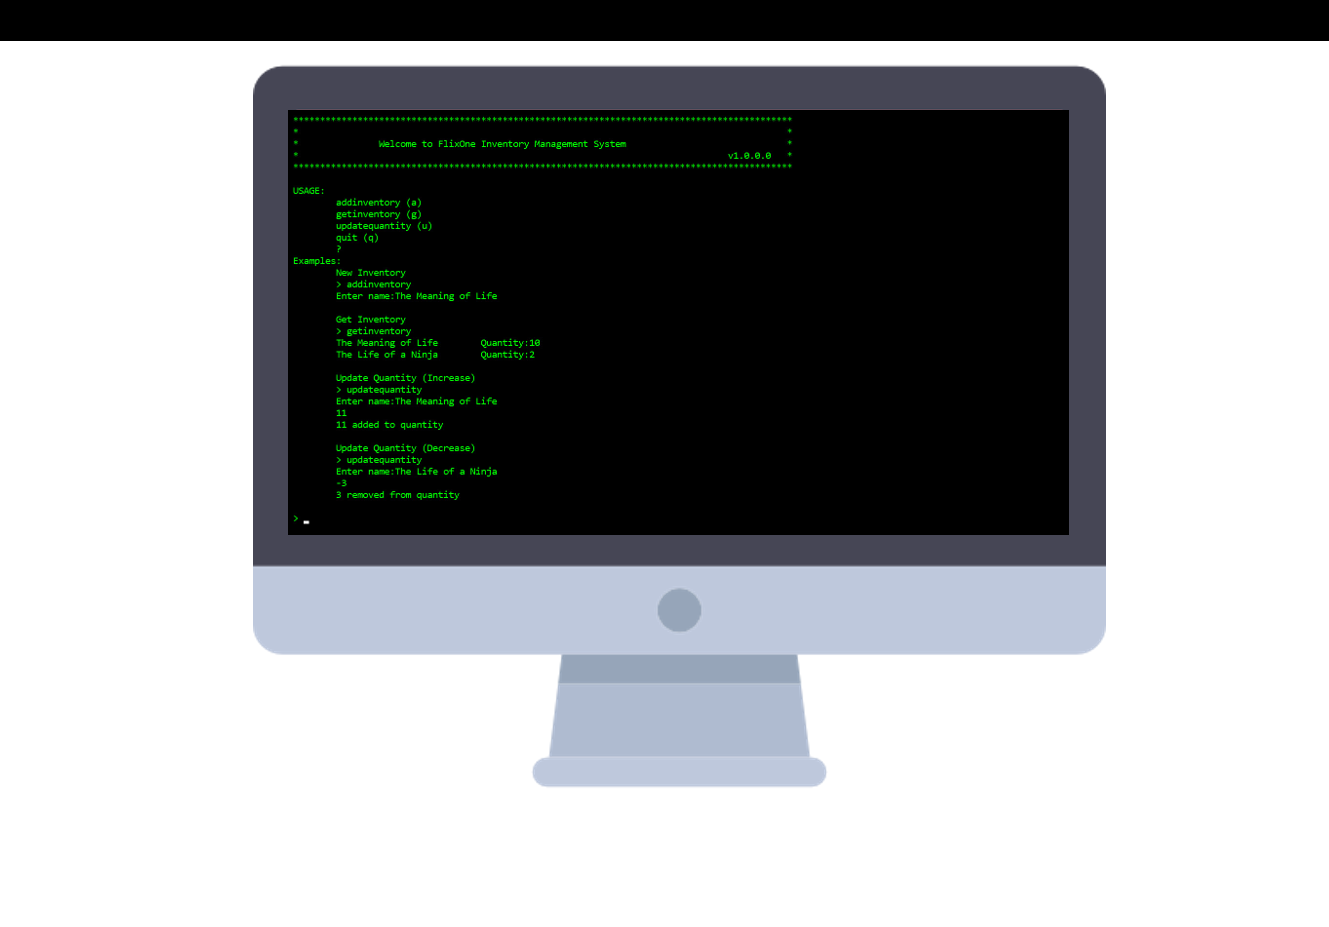 *********************************************************************************************
* *
* Welcome to FlixOne Inventory Management System *
* v1.0.0.0 *
*********************************************************************************************
USAGE:
addinventory (a)
getinventory (g)
updatequantity (u)
quit (q)
?
Examples:
New Inventory
> addinventory
Enter name:The Meaning of Life
Get Inventory
> getinventory
The Meaning of Life Quantity:10
The Life of a Ninja Quantity:2
Update Quantity (Increase)
> updatequantity
Enter name:The Meaning of Life
11
11 added to quantity
Update Quantity (Decrease)
> updatequantity
Enter name:The Life of a Ninja
-3
3 removed from quantity
>